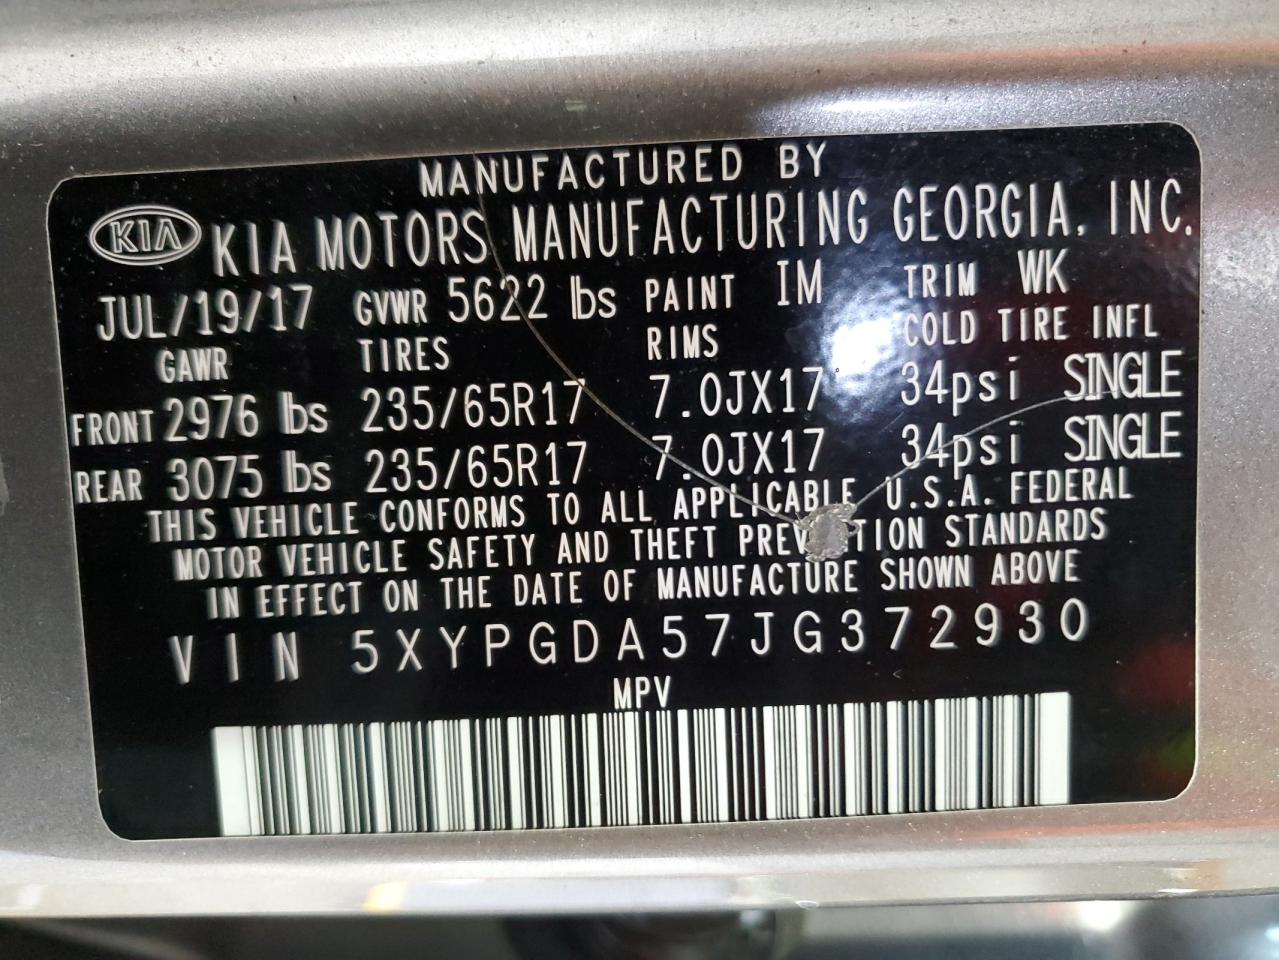 MANUFACTURED BY
KIA KIA MOTORS MANUFACTURING GEORGIA, INC.
JUL/19/17 GVWR 5622 lbs PAINT IM TRIM WK
GAWR TIRES RIMS COLD TIRE INFL
FRONT 2976 lbs 235/65R17 7.0JX17 34psi SINGLE
REAR 3075 lbs 235/65R17 7.0JX17 34psi SINGLE
THIS VEHICLE CONFORMS TO ALL APPLICABLE U.S.A. FEDERAL
MOTOR VEHICLE SAFETY AND THEFT PREV TION STANDARDS
IN EFFECT ON THE DATE OF MANUFACTURE SHOWN ABOVE
VIN 5XYPGDA57JG372930
MPV